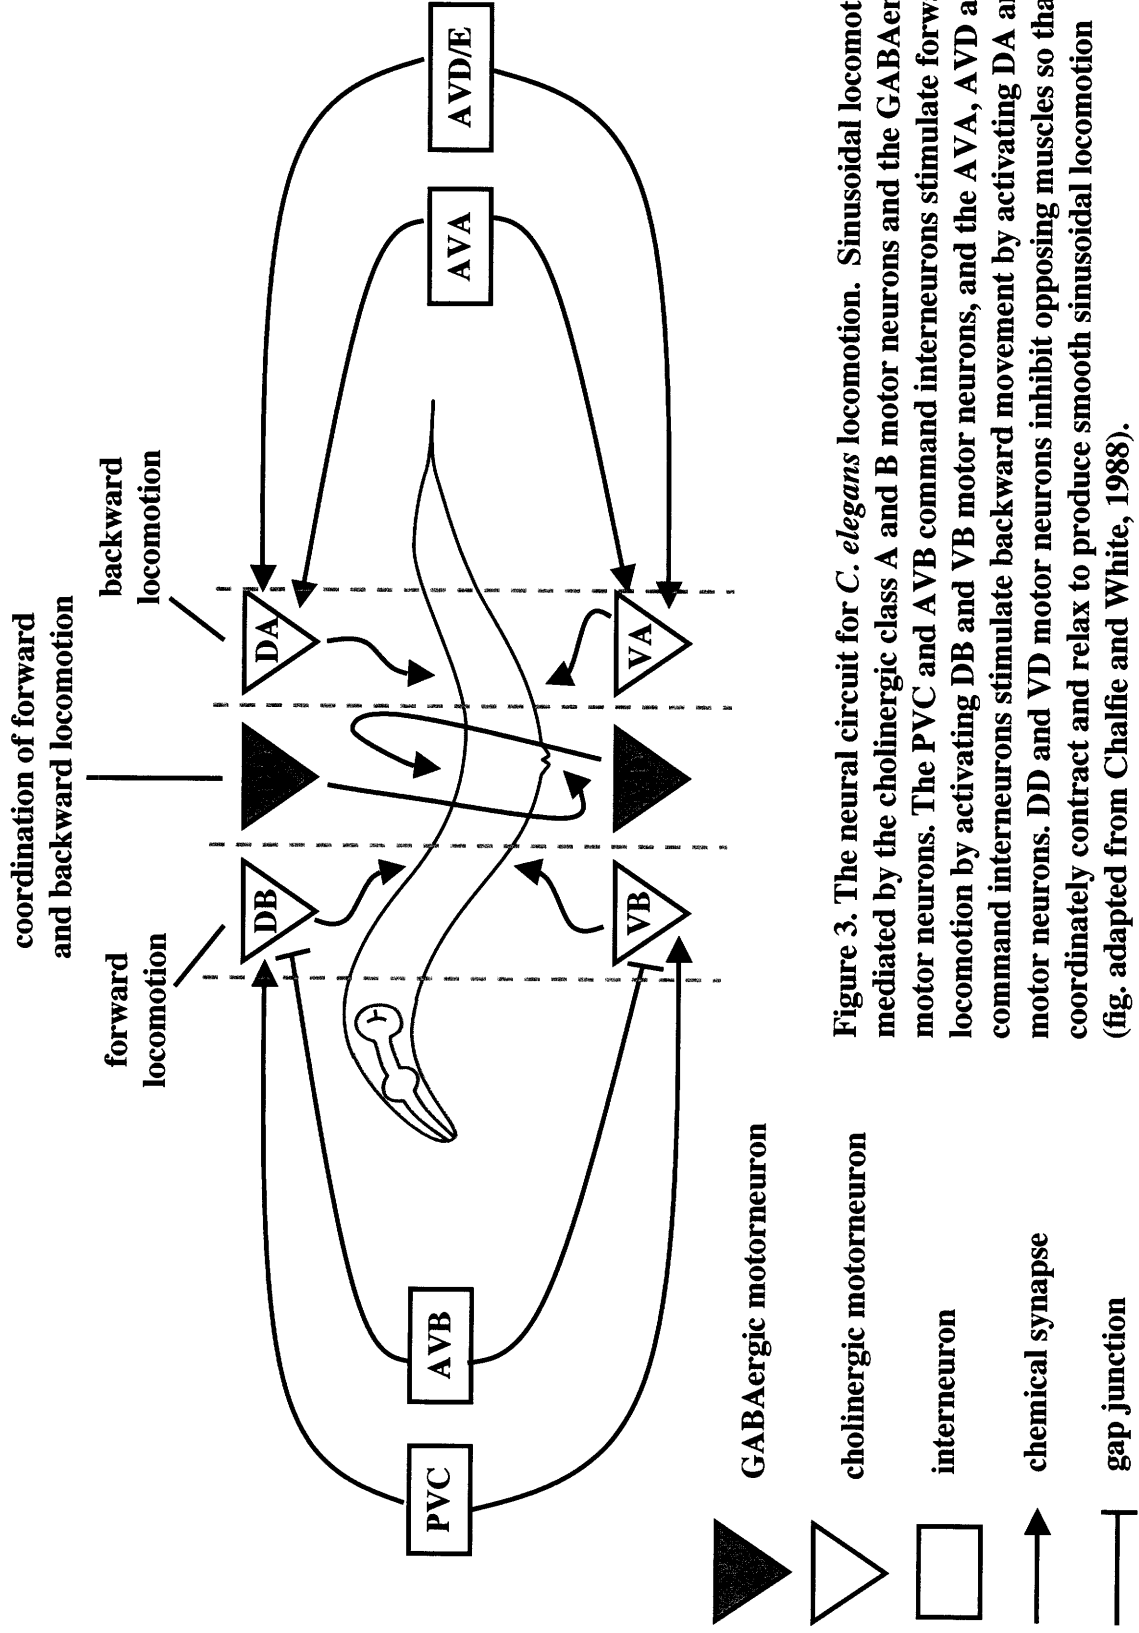 coordination of forward
and backward locomotion
forward
locomotion
backward
locomotion
DB
DA
PVC
AVB
AVA
AVD/E
VB
VA
GABAergic motorneuron
cholinergic motorneuron
interneuron
chemical synapse
gap junction
Figure 3. The neural circuit for C. elegans locomotion. Sinusoidal locomot
mediated by the cholinergic class A and B motor neurons and the GABAer
motor neurons. The PVC and AVB command interneurons stimulate forw
locomotion by activating DB and VB motor neurons, and the AVA, AVD a
command interneurons stimulate backward movement by activating DA a
motor neurons. DD and VD motor neurons inhibit opposing muscles so tha
coordinately contract and relax to produce smooth sinusoidal locomotion
(fig. adapted from Chalfie and White, 1988).